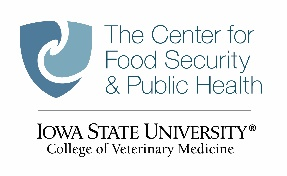 The Center for
Food Security
& Public Health
IOWA STATE UNIVERSITY®
College of Veterinary Medicine